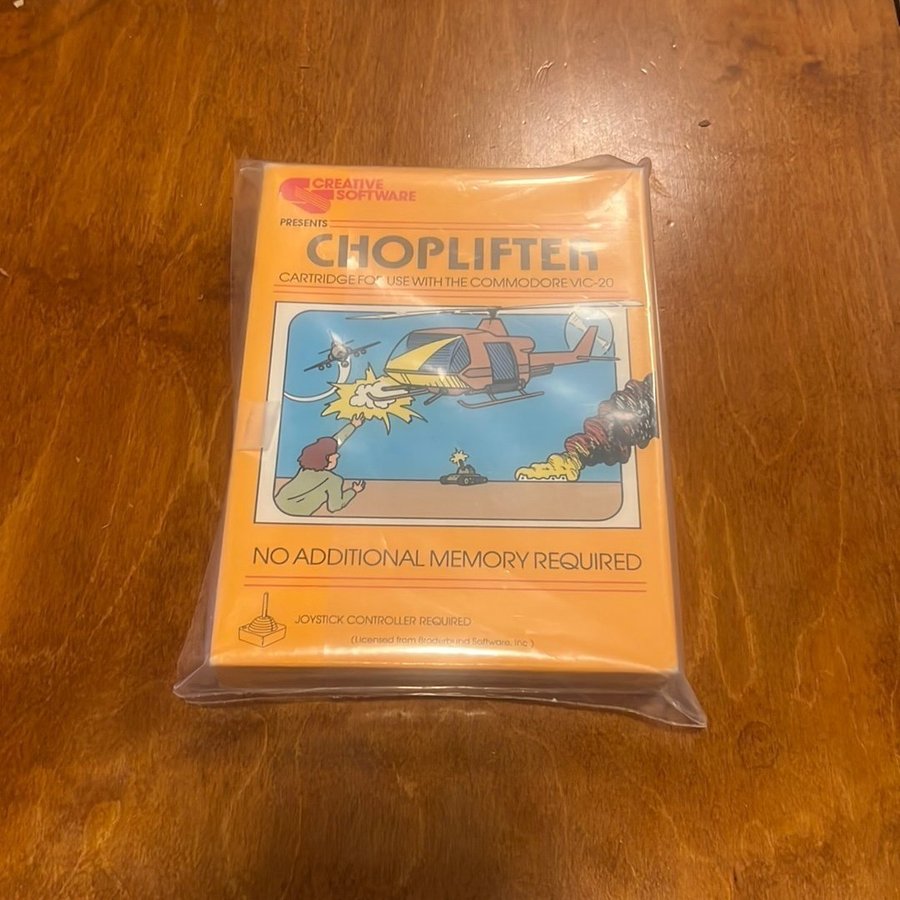 CREATIVE
SOFTWARE
PRESENTS
CHOPLIFTER
CARTRIDGE FOR USE WITH THE COMMODORE VIC-20
NO ADDITIONAL MEMORY REQUIRED
JOYSTICK CONTROLLER REQUIRED
(Licensed from Brøderbund Software, Inc.)